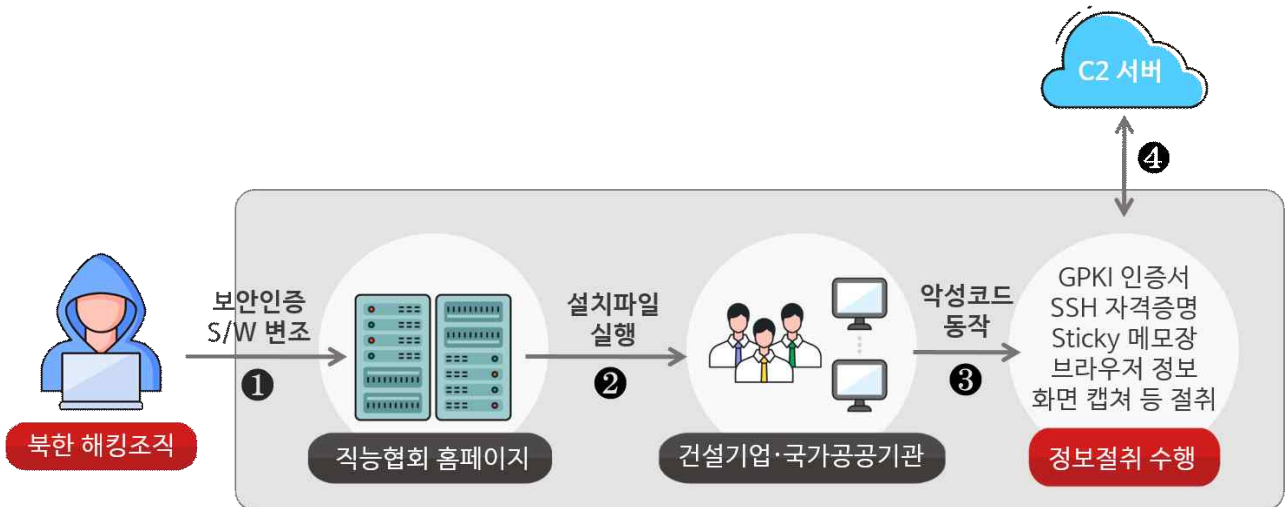 C2 서버
❹
보안인증
S/W 변조
❶
북한 해킹조직
직능협회 홈페이지
설치파일
실행
❷
건설기업·국가공공기관
악성코드
동작
❸
GPKI 인증서
SSH 자격증명
Sticky 메모장
브라우저 정보
화면 캡쳐 등 절취
정보절취 수행